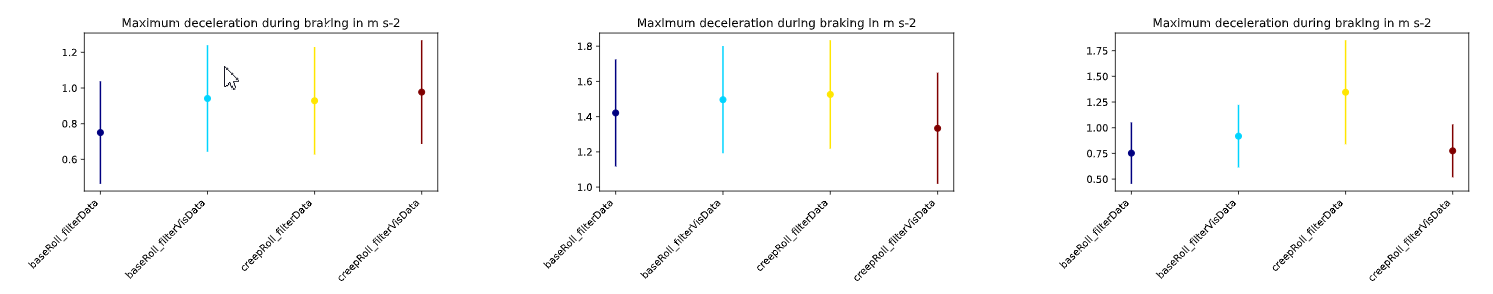 Maximum deceleration during braking in m s-2
1.2
1.0
0.8
0.6
baseRoll_filterData
baseRoll_filterVisData
creepRoll_filterData
creepRoll_filterVisData
Maximum deceleration during braking in m s-2
1.8
1.6
1.4
1.2
1.0
baseRoll_filterData
baseRoll_filterVisData
creepRoll_filterData
creepRoll_filterVisData
Maximum deceleration during braking in m s-2
1.75
1.50
1.25
1.00
0.75
0.50
baseRoll_filterData
baseRoll_filterVisData
creepRoll_filterData
creepRoll_filterVisData